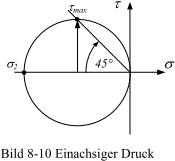 τ
τmax
σ2
45°
σ
Bild 8-10 Einachsiger Druck